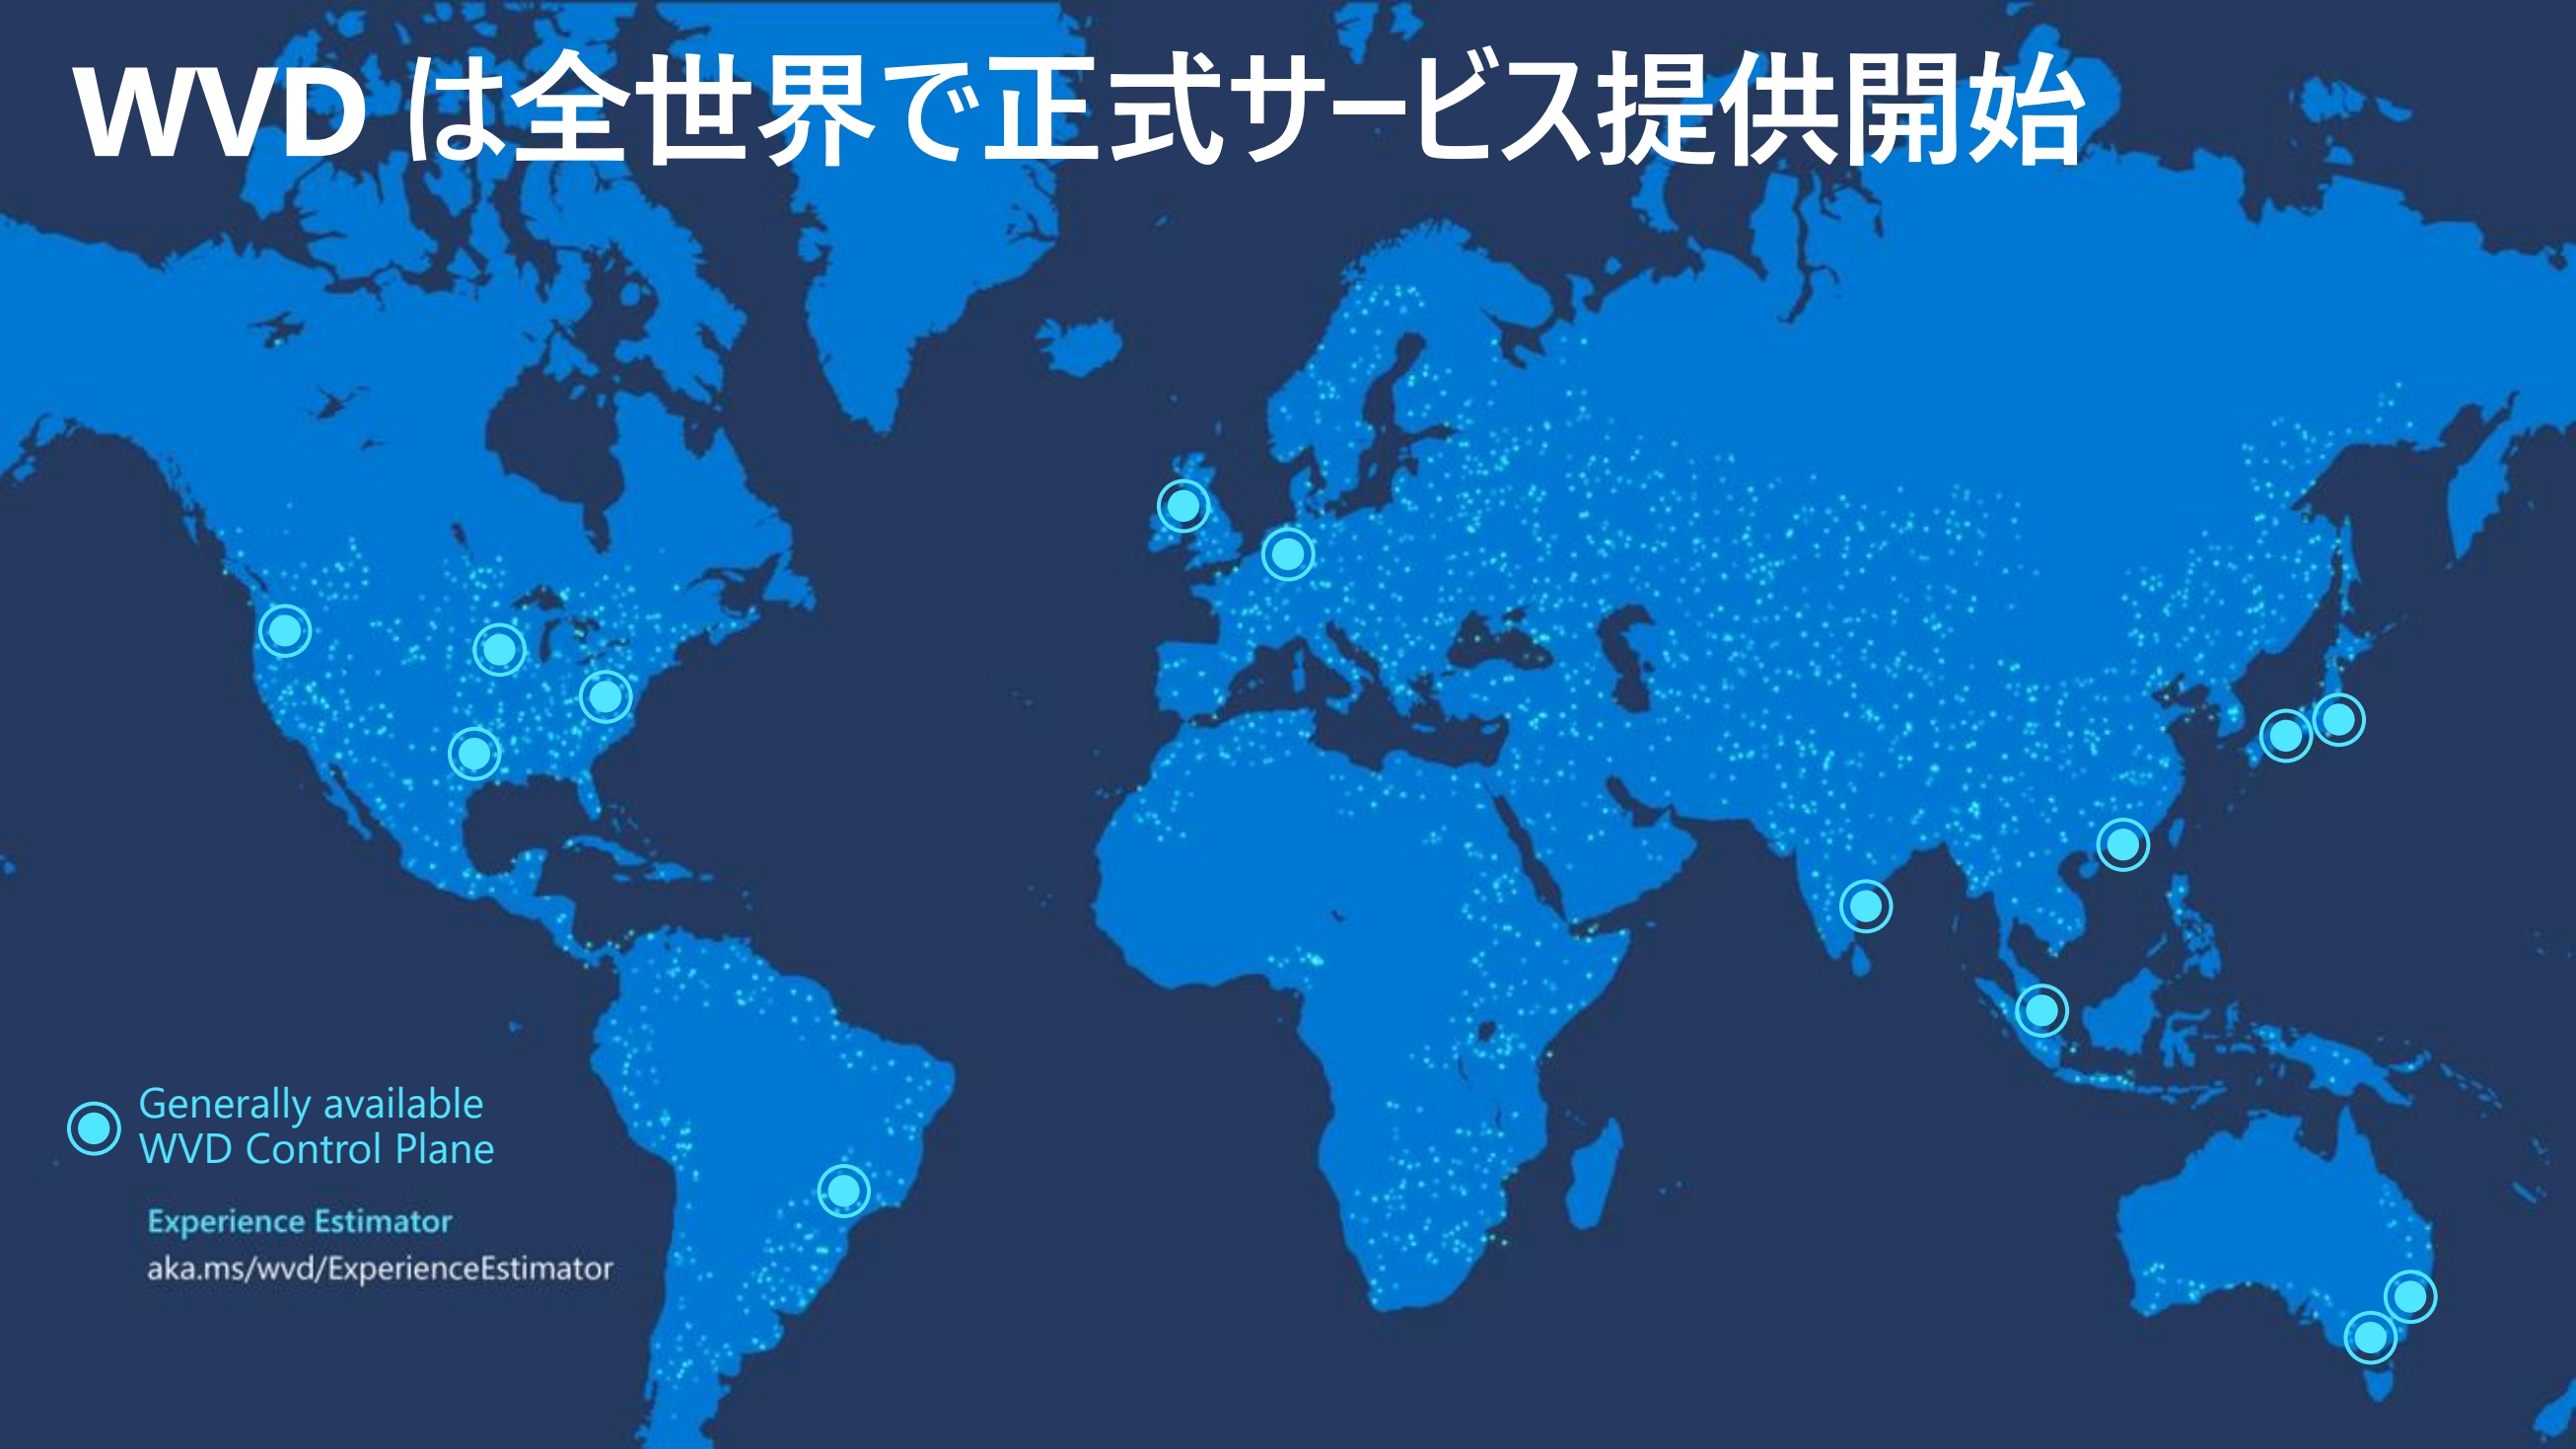 WVD は全世界で正式サービス提供開始
Generally available
WVD Control Plane
Experience Estimator
aka.ms/wvd/ExperienceEstimator